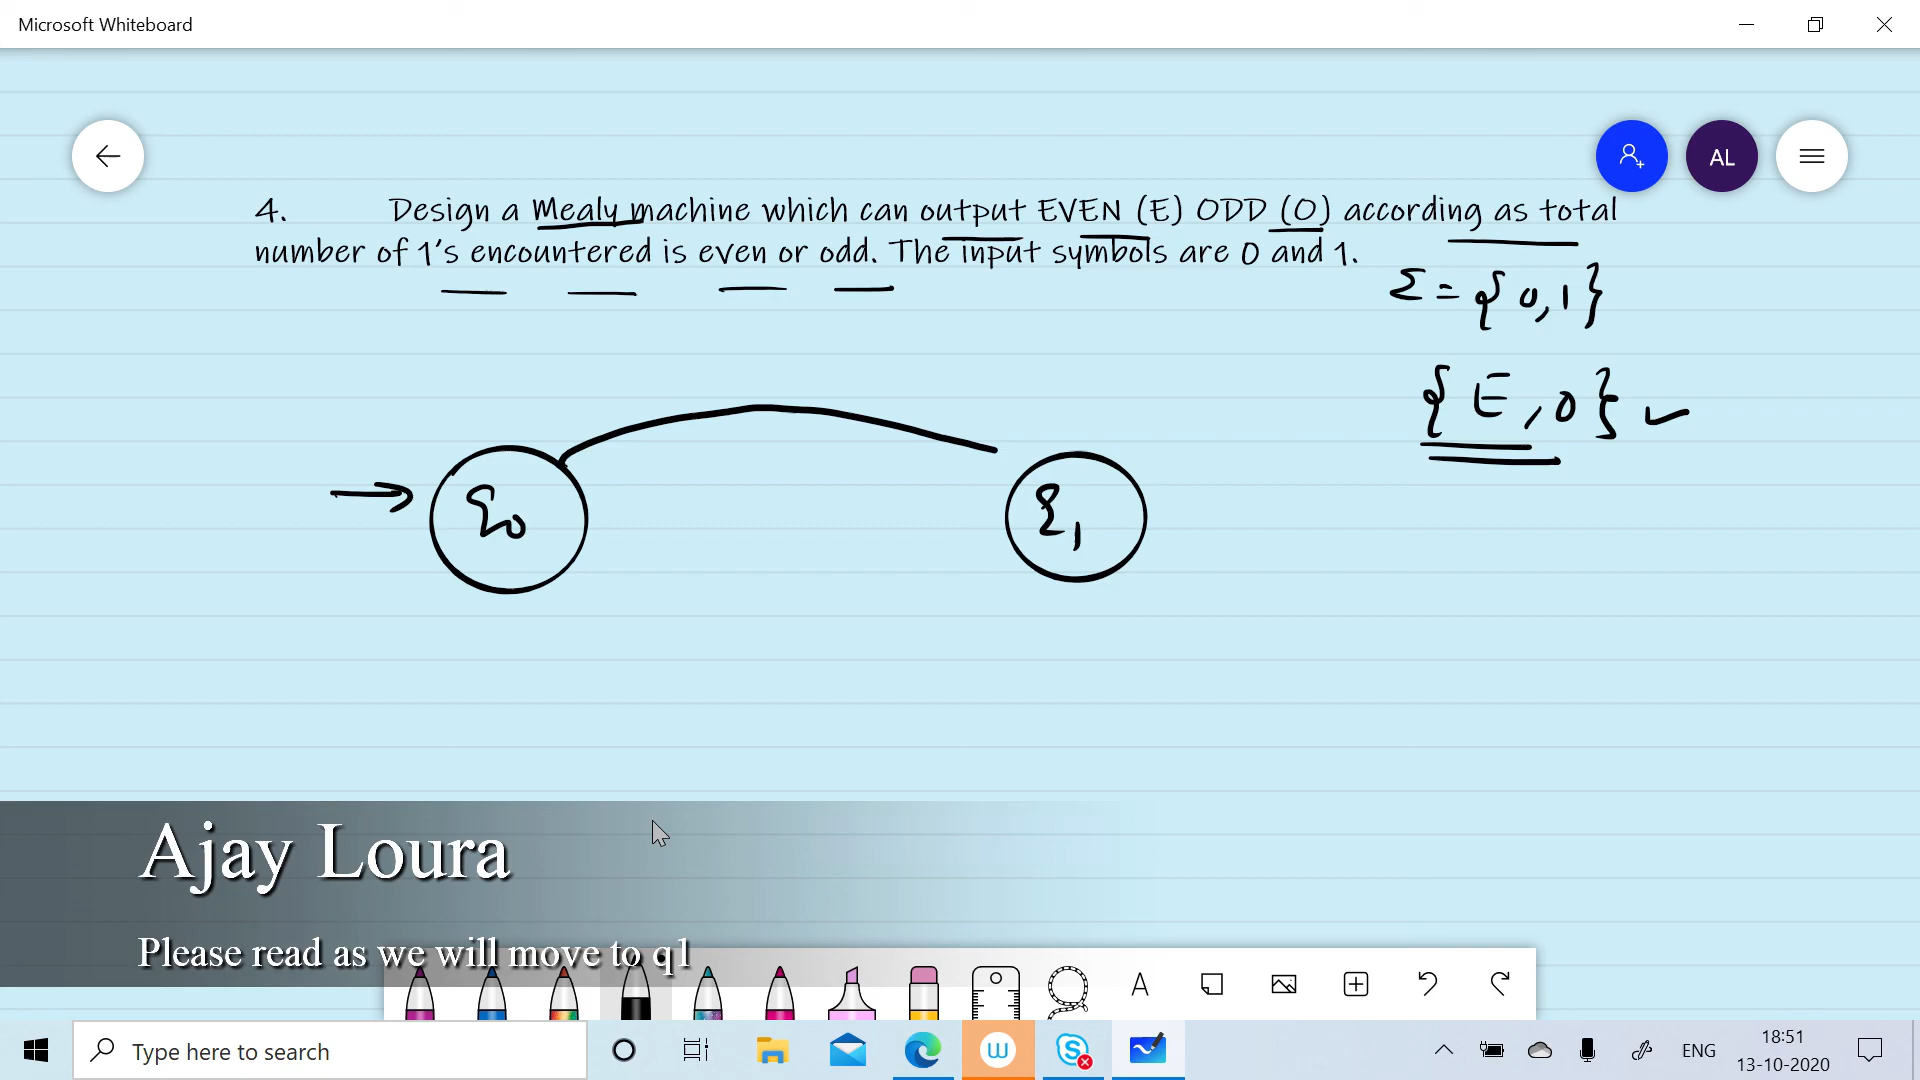 Microsoft Whiteboard
AL
4. Design a Mealy machine which can output EVEN (E) ODD (O) according as total
number of 1's encountered is even or odd. The input symbols are 0 and 1.
Σ = {0,1}
{E,0}
q0
q1
Ajay Loura
Please read as we will move to q1
A
Type here to search
W
S
ENG
18:51
13-10-2020